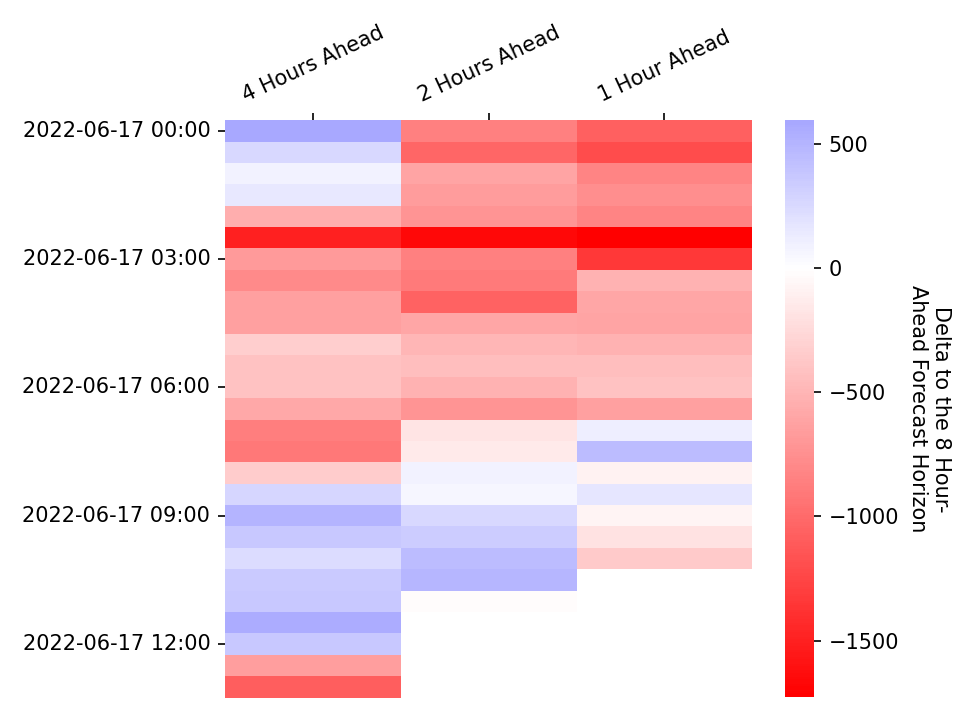 4 Hours Ahead
2 Hours Ahead
1 Hour Ahead
2022-06-17 00:00
2022-06-17 03:00
2022-06-17 06:00
2022-06-17 09:00
2022-06-17 12:00
500
0
−500
−1000
−1500
Delta to the 8 Hour-
Ahead Forecast Horizon